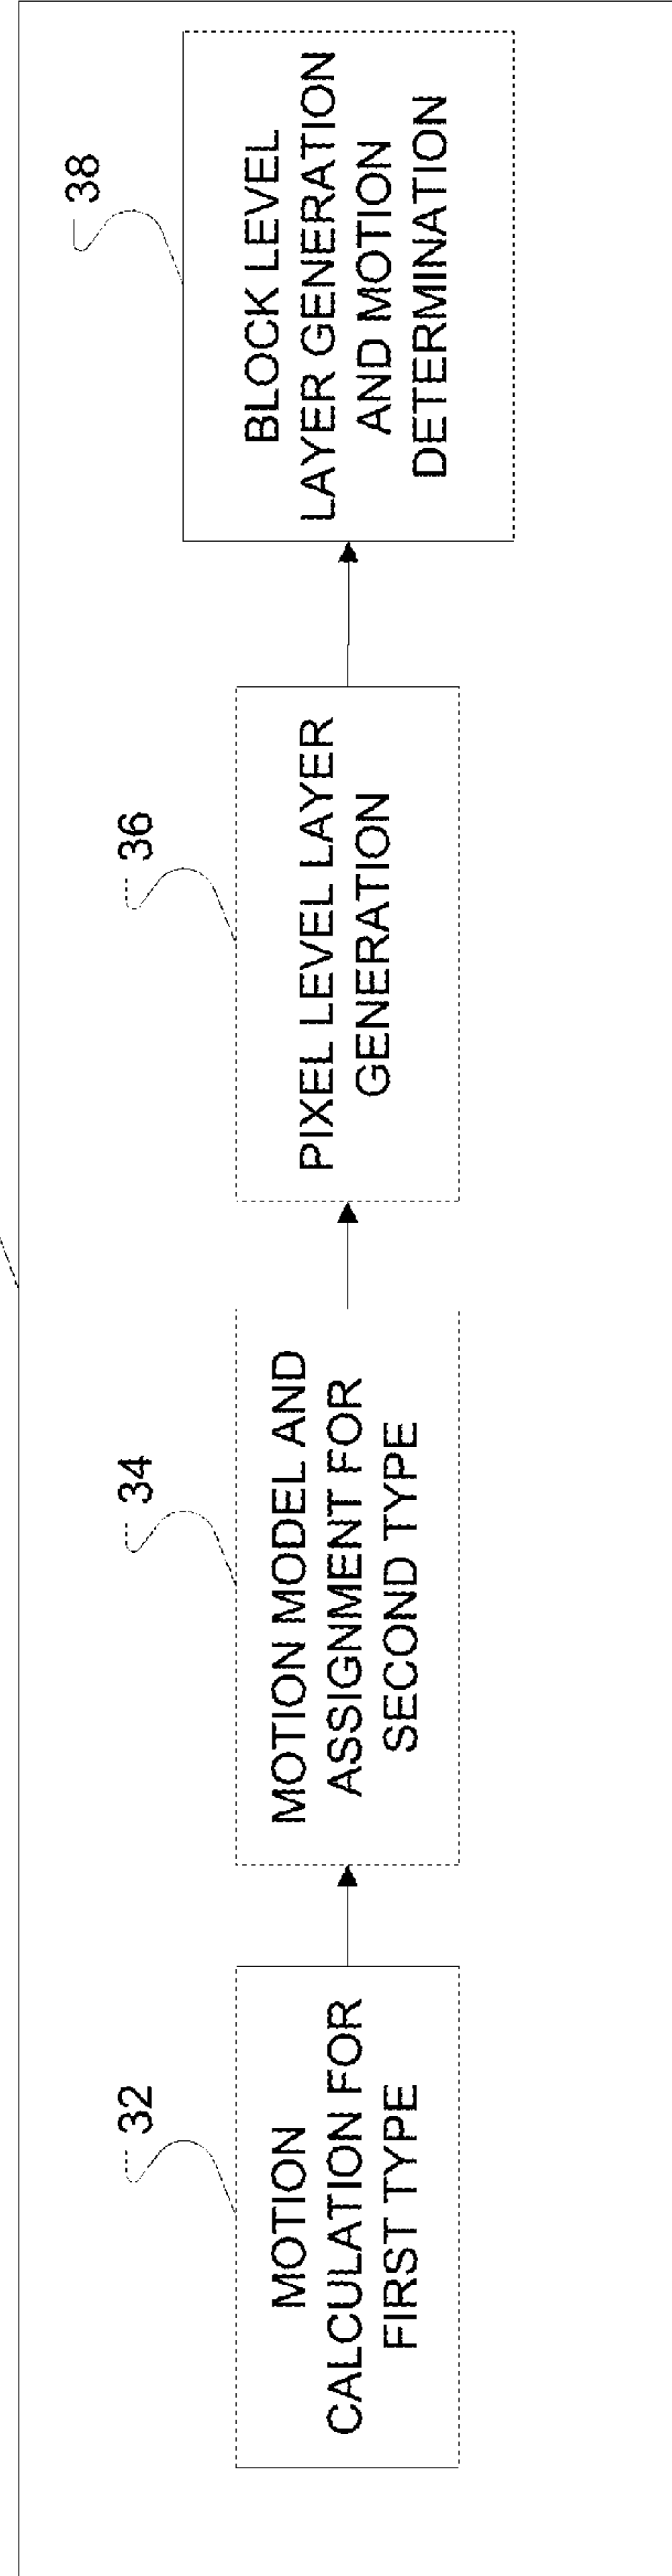 32
MOTION
CALCULATION FOR
FIRST TYPE
34
MOTION MODEL AND
ASSIGNMENT FOR
SECOND TYPE
36
PIXEL LEVEL LAYER
GENERATION
38
BLOCK LEVEL
LAYER GENERATION
AND MOTION
DETERMINATION